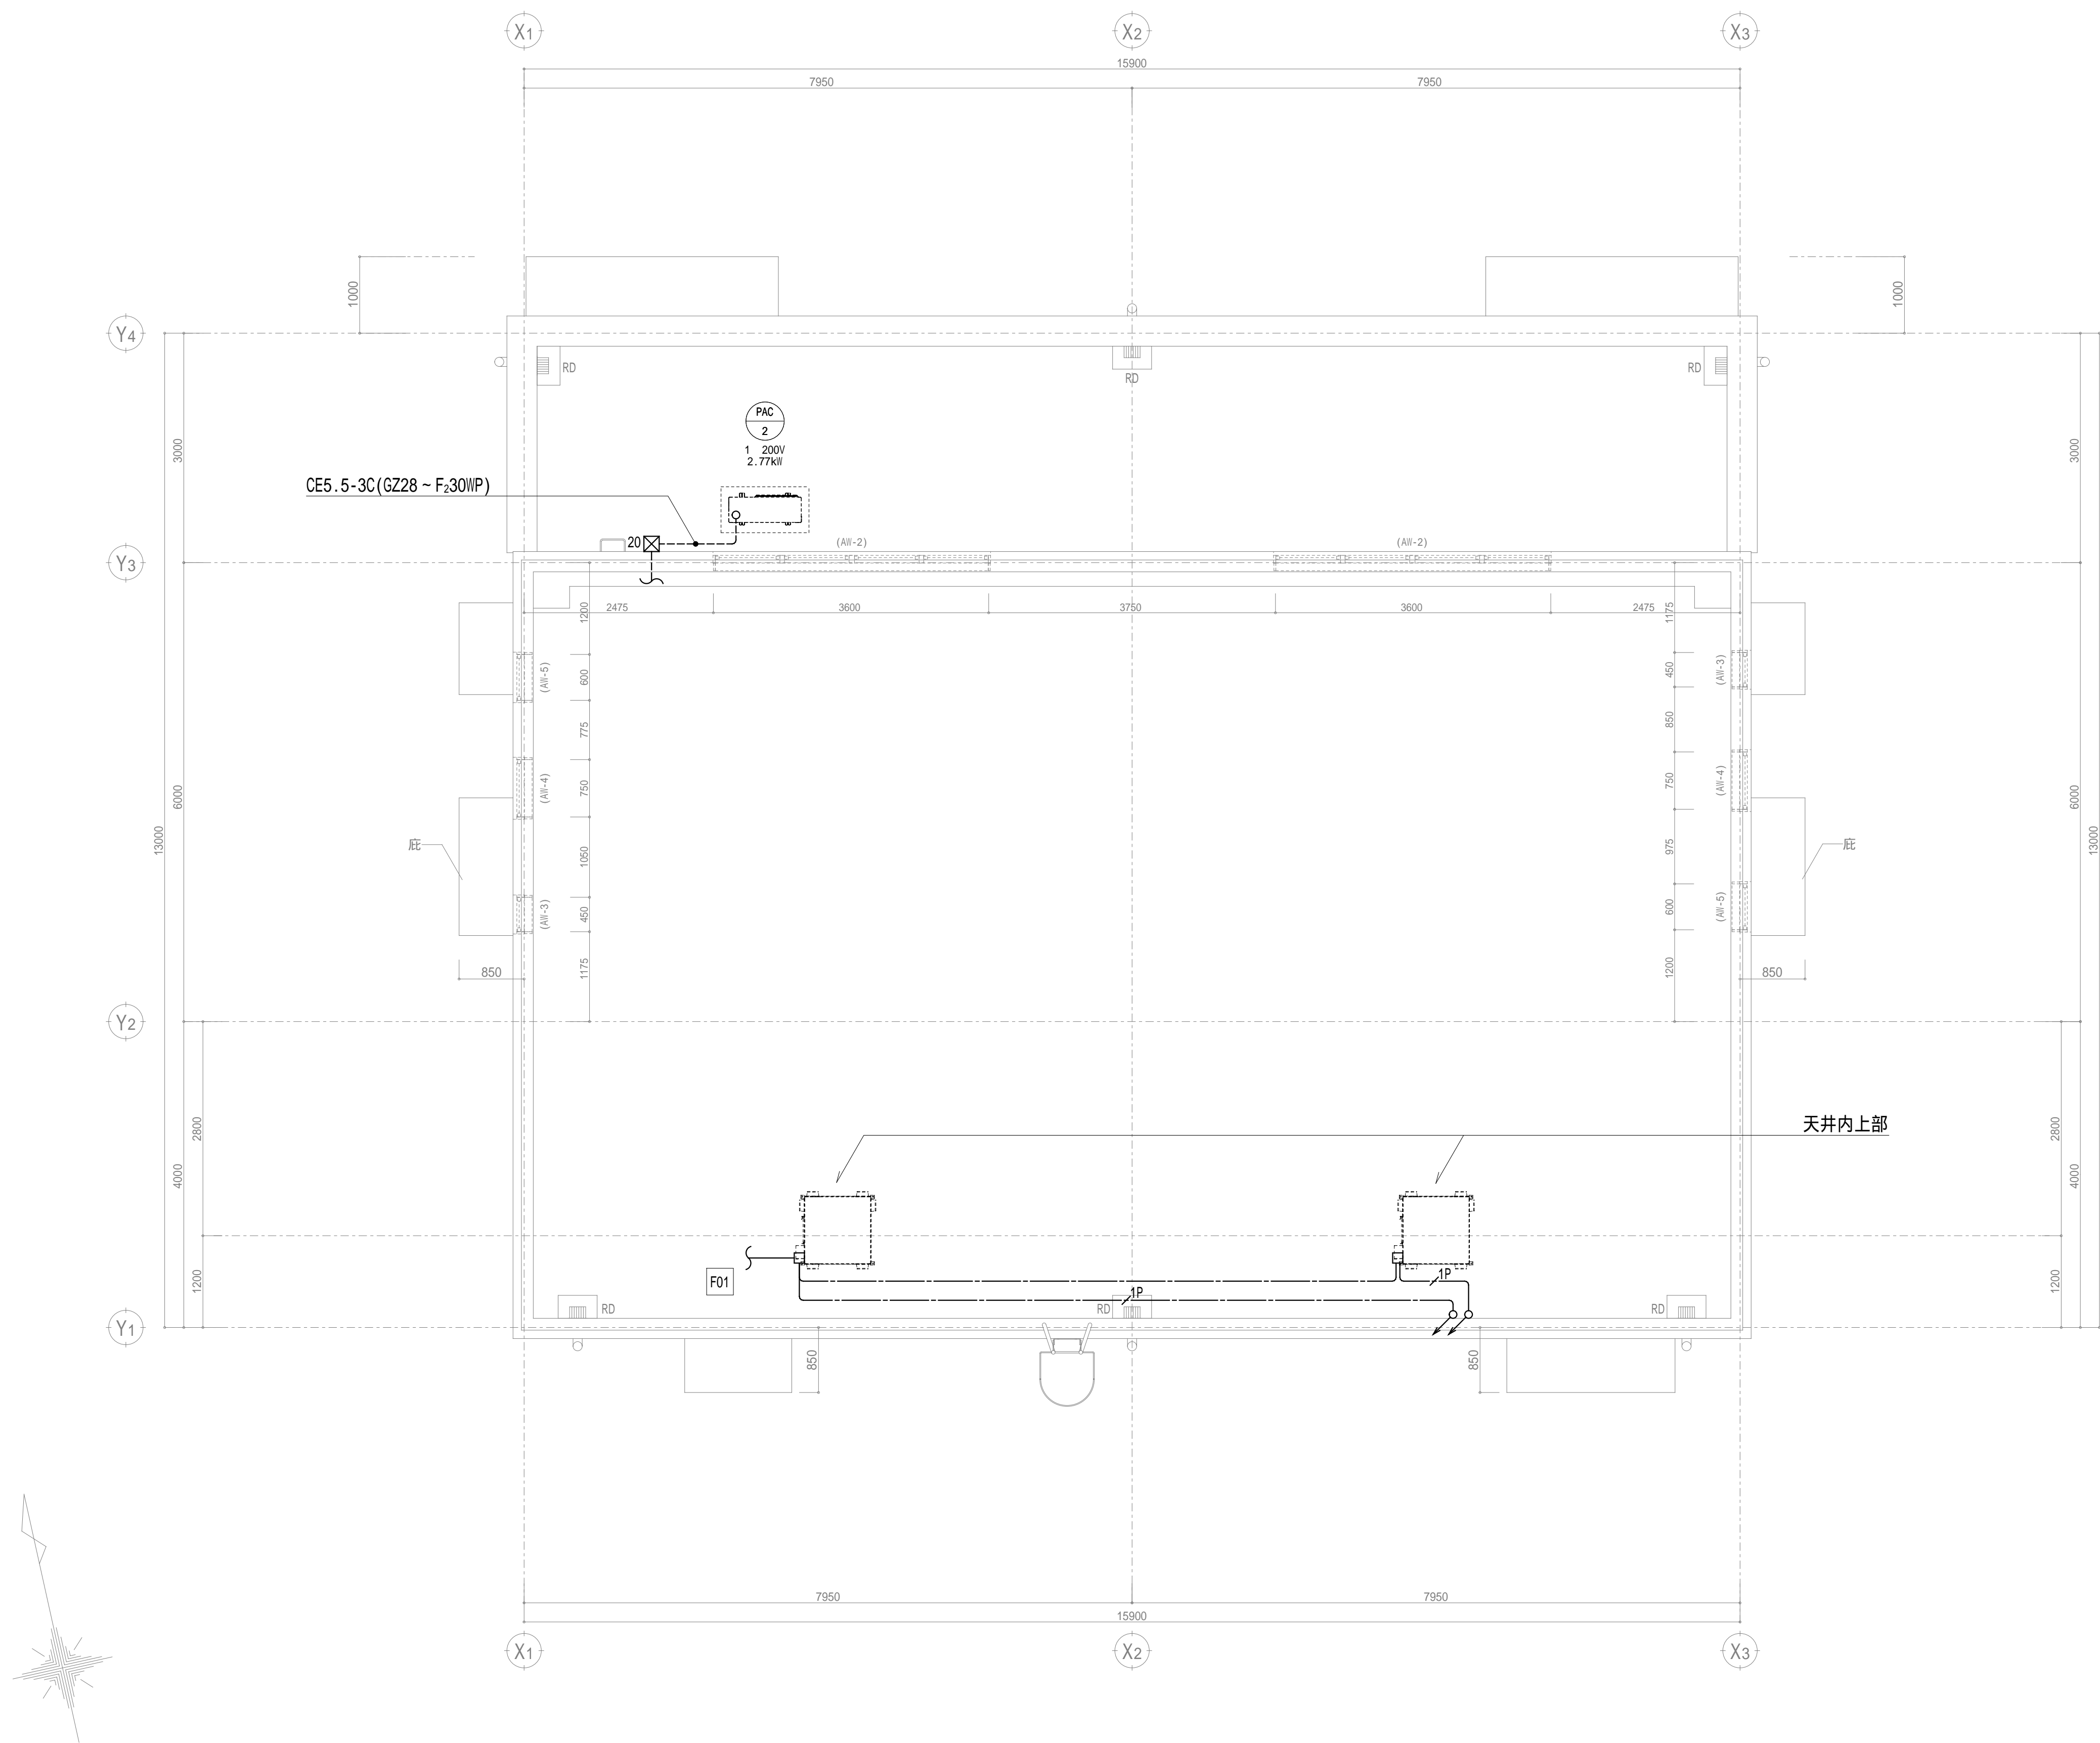 X1
X2
X3
15900
7950
7950
1000
1000
Y4
RD
RD
RD
PAC
2
1 200V
2.77kW
3000
3000
CE5.5-3C(GZ28 ~ F₂30WP)
20
(AW-2)
(AW-2)
Y3
2475
3600
3750
3600
2475
1200
1175
(AW-5)
600
450
(AW-3)
775
850
(AW-4)
750
750
(AW-4)
6000
6000
13000
13000
庇
庇
1050
975
(AW-3)
450
600
(AW-5)
1175
1200
850
850
Y2
2800
天井内上部
2800
4000
4000
1200
F01
1P
1P
1200
RD
RD
RD
Y1
850
850
7950
7950
15900
X1
X2
X3